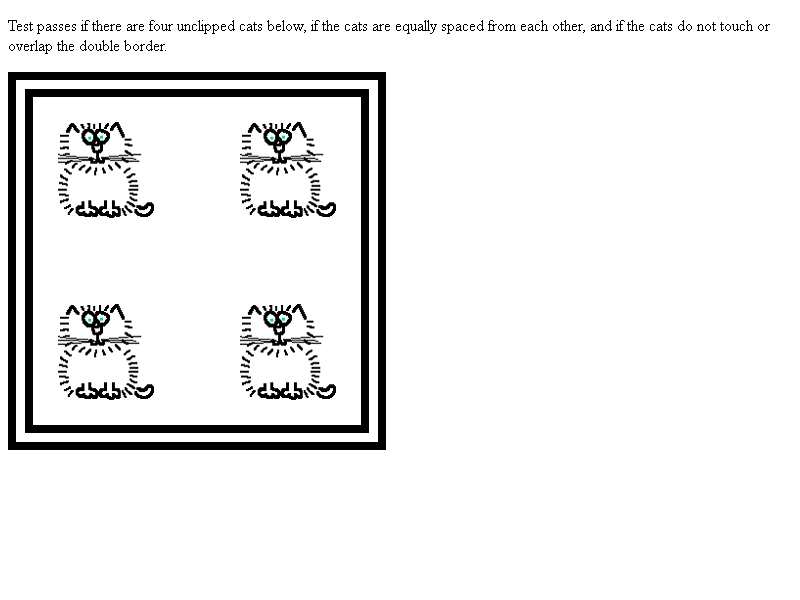 Test passes if there are four unclipped cats below, if the cats are equally spaced from each other, and if the cats do not touch or
overlap the double border.